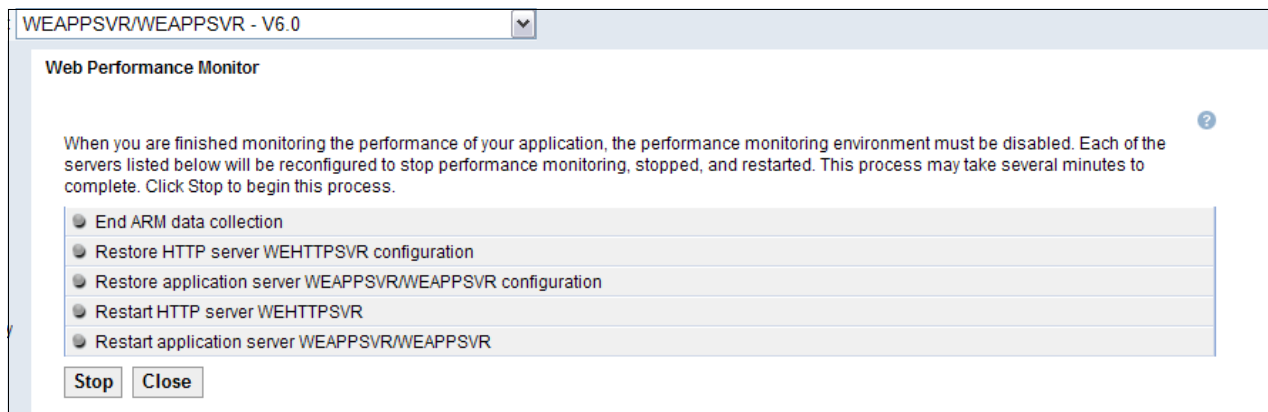 WEAPPSVR/WEAPPSVR - V6.0
Web Performance Monitor
?
When you are finished monitoring the performance of your application, the performance monitoring environment must be disabled. Each of the
servers listed below will be reconfigured to stop performance monitoring, stopped, and restarted. This process may take several minutes to
complete. Click Stop to begin this process.
End ARM data collection
Restore HTTP server WEHTTPSVR configuration
Restore application server WEAPPSVR/WEAPPSVR configuration
Restart HTTP server WEHTTPSVR
Restart application server WEAPPSVR/WEAPPSVR
Stop Close